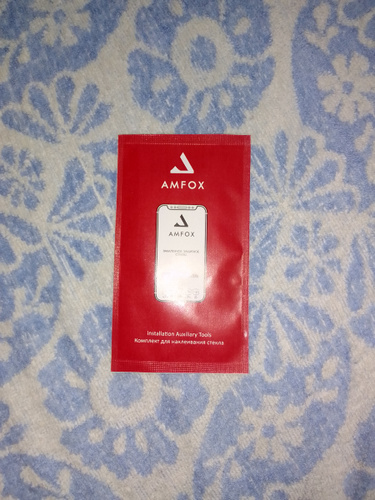 AMFOX
AMFOX
Installation Auxiliary Tools
Комплект для наклеивания стекла